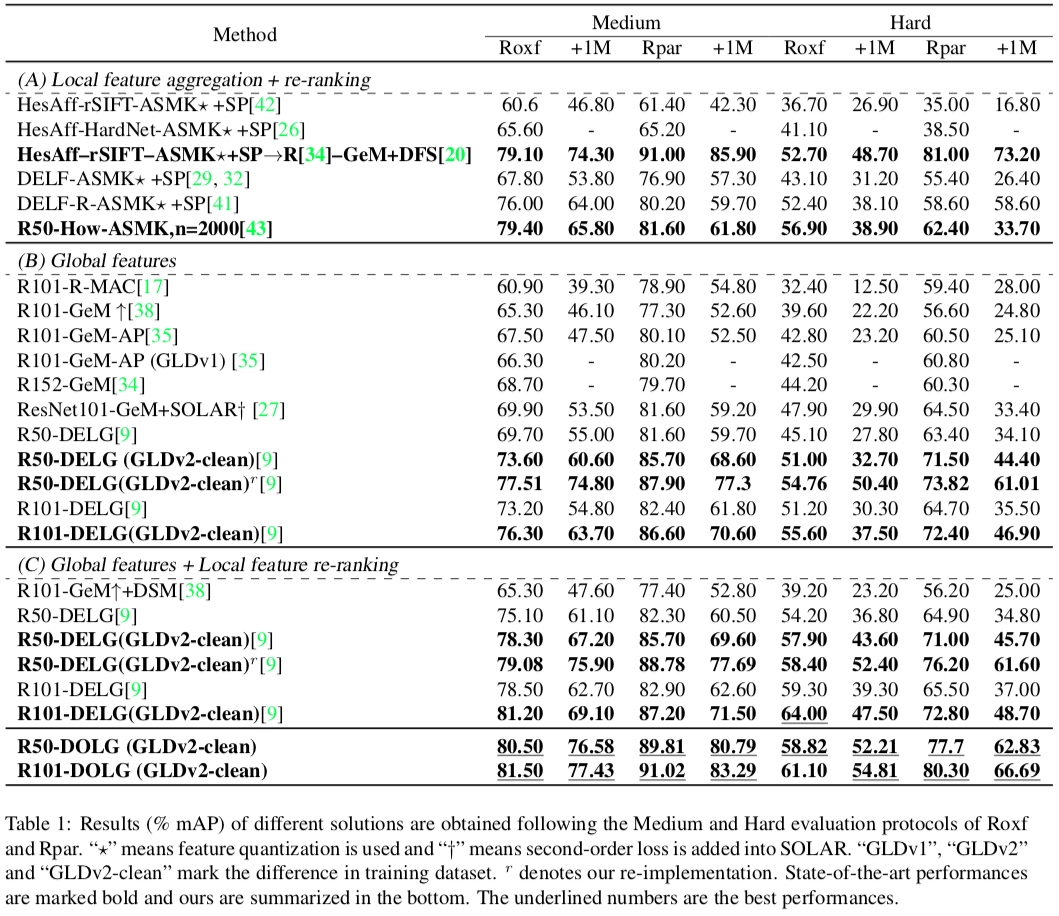 Method Medium Hard
Roxf +1M Rpar +1M Roxf +1M Rpar +1M
(A) Local feature aggregation + re-ranking
HesAff-rSIFT-ASMK⋆ +SP[42] 60.6 46.80 61.40 42.30 36.70 26.90 35.00 16.80
HesAff-HardNet-ASMK⋆ +SP[26] 65.60 - 65.20 - 41.10 - 38.50 -
HesAff–rSIFT–ASMK⋆+SP→R[34]–GeM+DFS[20] 79.10 74.30 91.00 85.90 52.70 48.70 81.00 73.20
DELF-ASMK⋆ +SP[29, 32] 67.80 53.80 76.90 57.30 43.10 31.20 55.40 26.40
DELF-R-ASMK⋆ +SP[41] 76.00 64.00 80.20 59.70 52.40 38.10 58.60 58.60
R50-How-ASMK,n=2000[43] 79.40 65.80 81.60 61.80 56.90 38.90 62.40 33.70
(B) Global features
R101-R-MAC[17] 60.90 39.30 78.90 54.80 32.40 12.50 59.40 28.00
R101-GeM ↑[38] 65.30 46.10 77.30 52.60 39.60 22.20 56.60 24.80
R101-GeM-AP[35] 67.50 47.50 80.10 52.50 42.80 23.20 60.50 25.10
R101-GeM-AP (GLDv1) [35] 66.30 - 80.20 - 42.50 - 60.80 -
R152-GeM[34] 68.70 - 79.70 - 44.20 - 60.30 -
ResNet101-GeM+SOLAR† [27] 69.90 53.50 81.60 59.20 47.90 29.90 64.50 33.40
R50-DELG[9] 69.70 55.00 81.60 59.70 45.10 27.80 63.40 34.10
R50-DELG (GLDv2-clean)[9] 73.60 60.60 85.70 68.60 51.00 32.70 71.50 44.40
R50-DELG(GLDv2-clean)ʳ[9] 77.51 74.80 87.90 77.3 54.76 50.40 73.82 61.01
R101-DELG[9] 73.20 54.80 82.40 61.80 51.20 30.30 64.70 35.50
R101-DELG(GLDv2-clean)[9] 76.30 63.70 86.60 70.60 55.60 37.50 72.40 46.90
(C) Global features + Local feature re-ranking
R101-GeM↑+DSM[38] 65.30 47.60 77.40 52.80 39.20 23.20 56.20 25.00
R50-DELG[9] 75.10 61.10 82.30 60.50 54.20 36.80 64.90 34.80
R50-DELG(GLDv2-clean)[9] 78.30 67.20 85.70 69.60 57.90 43.60 71.00 45.70
R50-DELG(GLDv2-clean)ʳ[9] 79.08 75.90 88.78 77.69 58.40 52.40 76.20 61.60
R101-DELG[9] 78.50 62.70 82.90 62.60 59.30 39.30 65.50 37.00
R101-DELG(GLDv2-clean)[9] 81.20 69.10 87.20 71.50 64.00 47.50 72.80 48.70
R50-DOLG (GLDv2-clean) 80.50 76.58 89.81 80.79 58.82 52.21 77.7 62.83
R101-DOLG (GLDv2-clean) 81.50 77.43 91.02 83.29 61.10 54.81 80.30 66.69
Table 1: Results (% mAP) of different solutions are obtained following the Medium and Hard evaluation protocols of Roxf
and Rpar. “⋆” means feature quantization is used and “†” means second-order loss is added into SOLAR. “GLDv1”, “GLDv2”
and “GLDv2-clean” mark the difference in training dataset. ʳ denotes our re-implementation. State-of-the-art performances
are marked bold and ours are summarized in the bottom. The underlined numbers are the best performances.